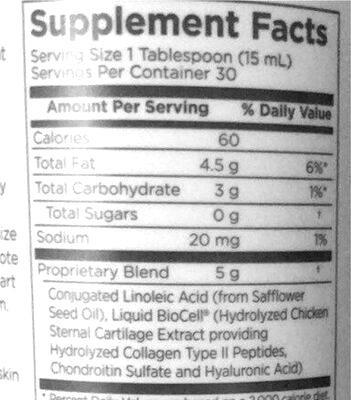 Supplement Facts
Serving Size 1 Tablespoon (15 mL)
Servings Per Container 30
Amount Per Serving % Daily Value
Calories 60
Total Fat 4.5 g 6%*
Total Carbohydrate 3 g 1%*
Total Sugars 0 g †
Sodium 20 mg 1%
Proprietary Blend 5 g †
Conjugated Linoleic Acid (from Safflower
Seed Oil), Liquid BioCell® (Hydrolyzed Chicken
Sternal Cartilage Extract providing
Hydrolyzed Collagen Type II Peptides,
Chondroitin Sulfate and Hyaluronic Acid)
* Percent Daily 2,000 calorie diet.
ize
ote
art
skin